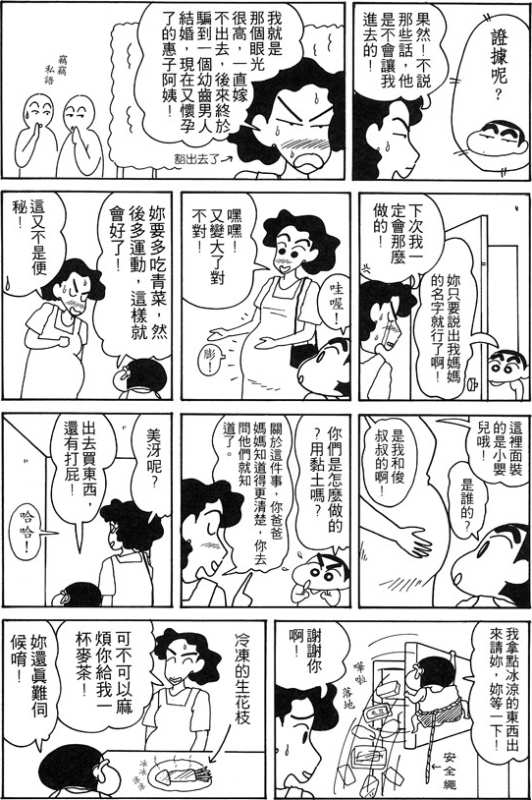 證據呢？
果然！不說
那些話，他
是不會讓我
進去的！
我就是
那個眼光
很高，一直嫁
不出去，後來終於
騙到一個幼齒男人
結婚，現在又懷孕
了的惠子阿姨！
豁出去了
竊竊
私語
妳只要說出我媽媽
的名字就行了啊！
下次我一
定會那麼
做的！
哇喔！
嘿嘿！
又變大了對
不對！
膨！
妳要多吃青菜，然
後多運動，這樣就
會好了！
這又不是便
秘！
這裡面裝
的是小嬰
兒哦！
是誰的？
是我和俊
叔叔的啊！
你們是怎麼做的
？用黏土嗎？
關於這件事，你爸爸
媽媽知道得更清楚，你去
問他們就知
道了。
美冴呢？
出去買東西，
還有打屁！
哈哈！
我拿點冰涼的東西出
來請妳，妳等一下！
安全繩
嘩啦
落地
謝謝你
啊！
冷凍的生花枝
可不可以麻
煩你給我一
杯麥茶！
妳還真難伺
候唷！